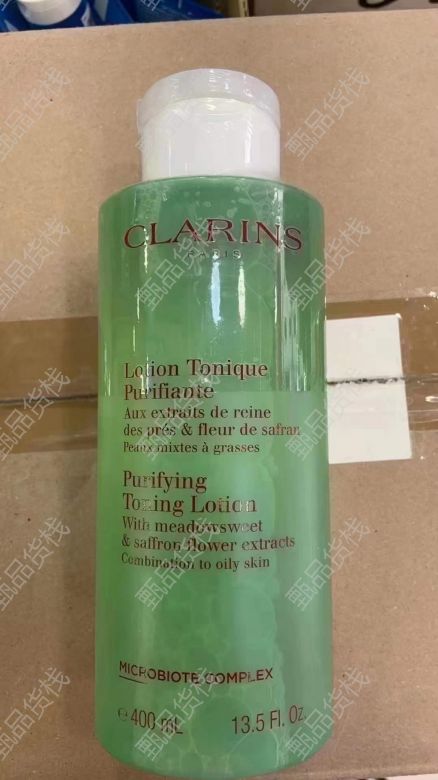 CLARINS
PARIS
Lotion Tonique
Purifiante
Aux extraits de reine
des prés & fleur de safran
Peaux mixtes à grasses
Purifying
Toning Lotion
With meadowsweet
& saffron flower extracts
Combination to oily skin
MICROBIOTE COMPLEX
℮ 400 mL 13.5 Fl. Oz.
甄品货栈